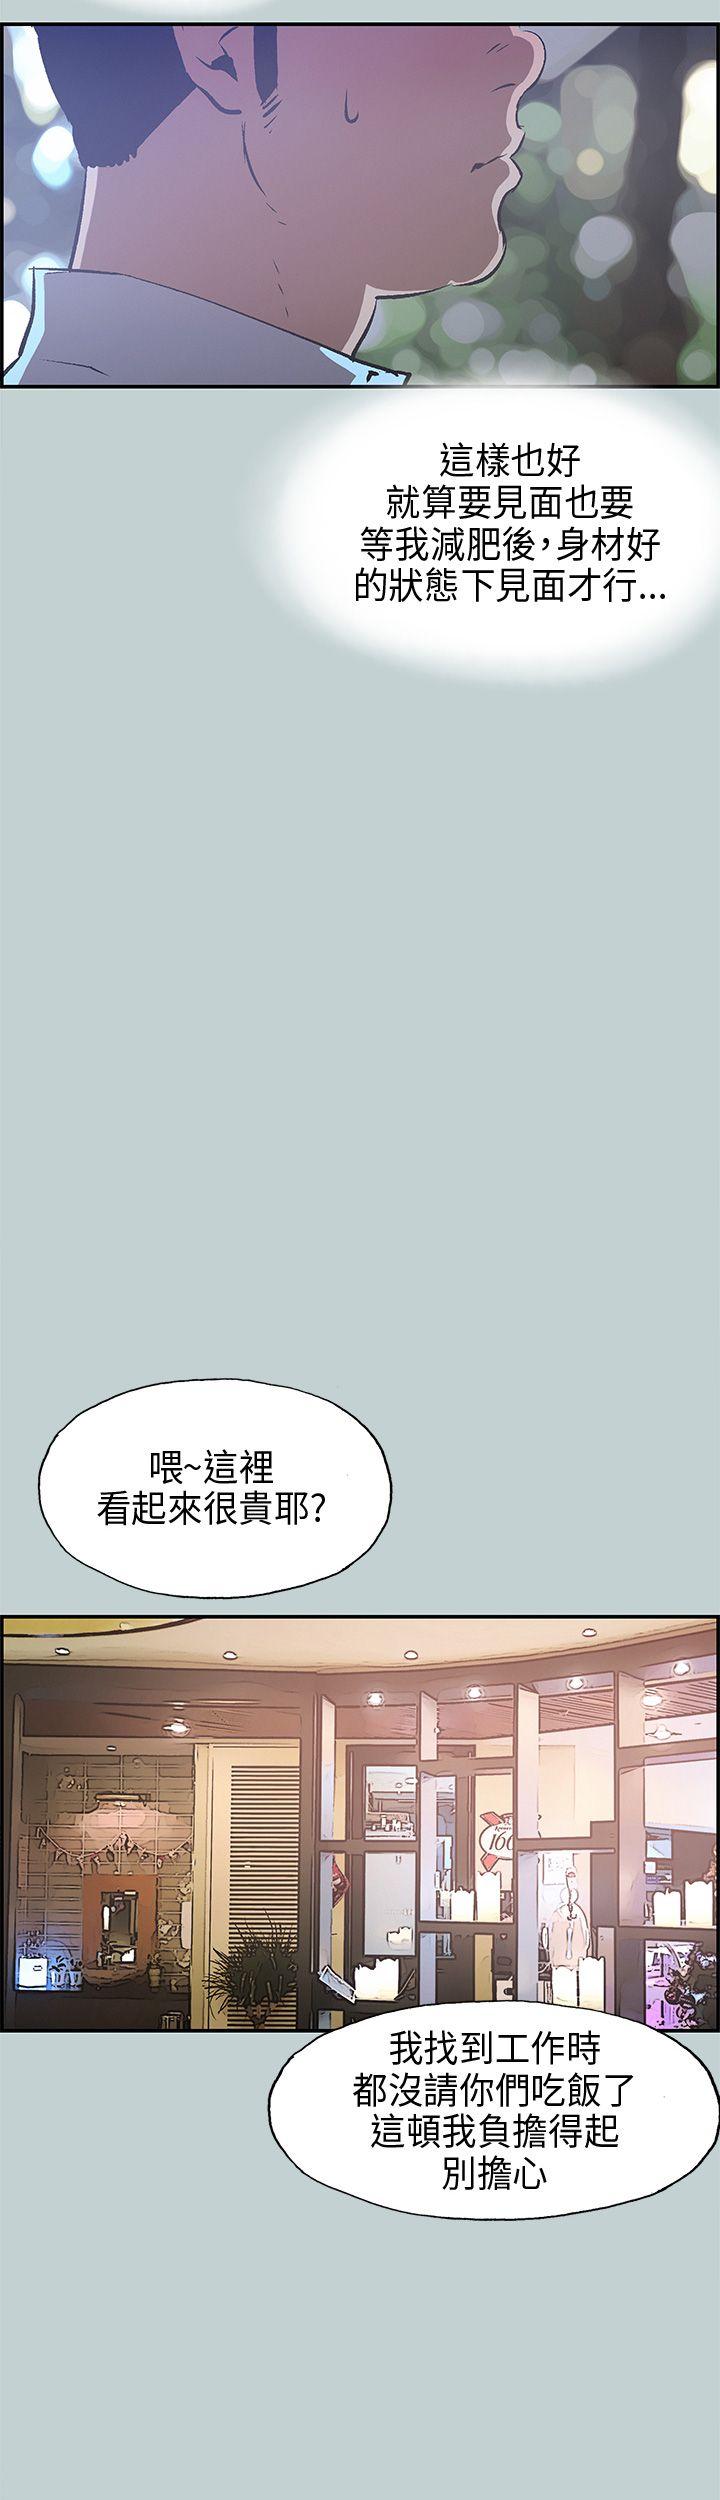 這樣也好
就算要見面也要
等我減肥後，身材好
的狀態下見面才行...
喂~這裡
看起來很貴耶?
160
我找到工作時
都沒請你們吃飯了
這頓我負擔得起
別擔心